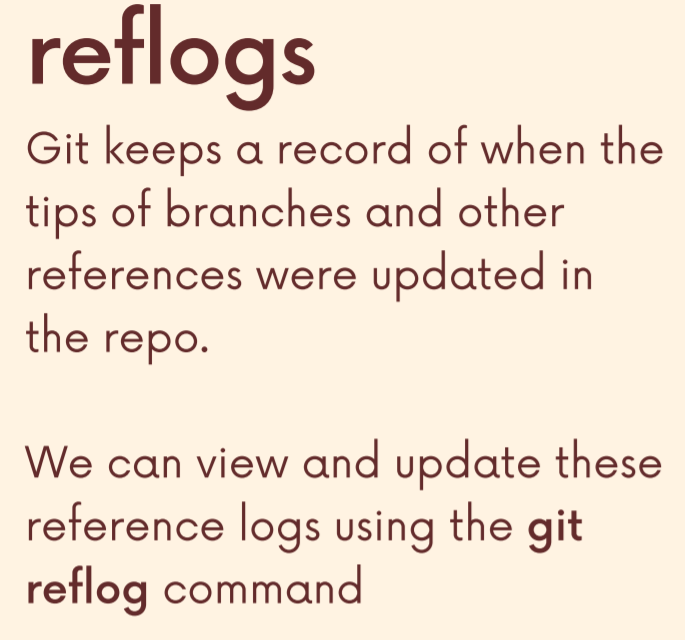 reflogs
Git keeps a record of when the
tips of branches and other
references were updated in
the repo.
We can view and update these
reference logs using the git
reflog command